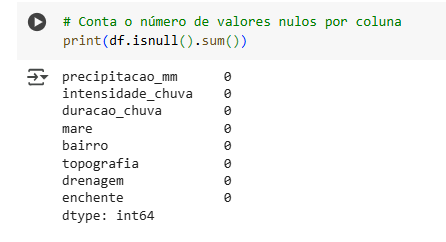 # Conta o número de valores nulos por coluna
print(df.isnull().sum())
precipitacao_mm 0
intensidade_chuva 0
duracao_chuva 0
mare 0
bairro 0
topografia 0
drenagem 0
enchente 0
dtype: int64